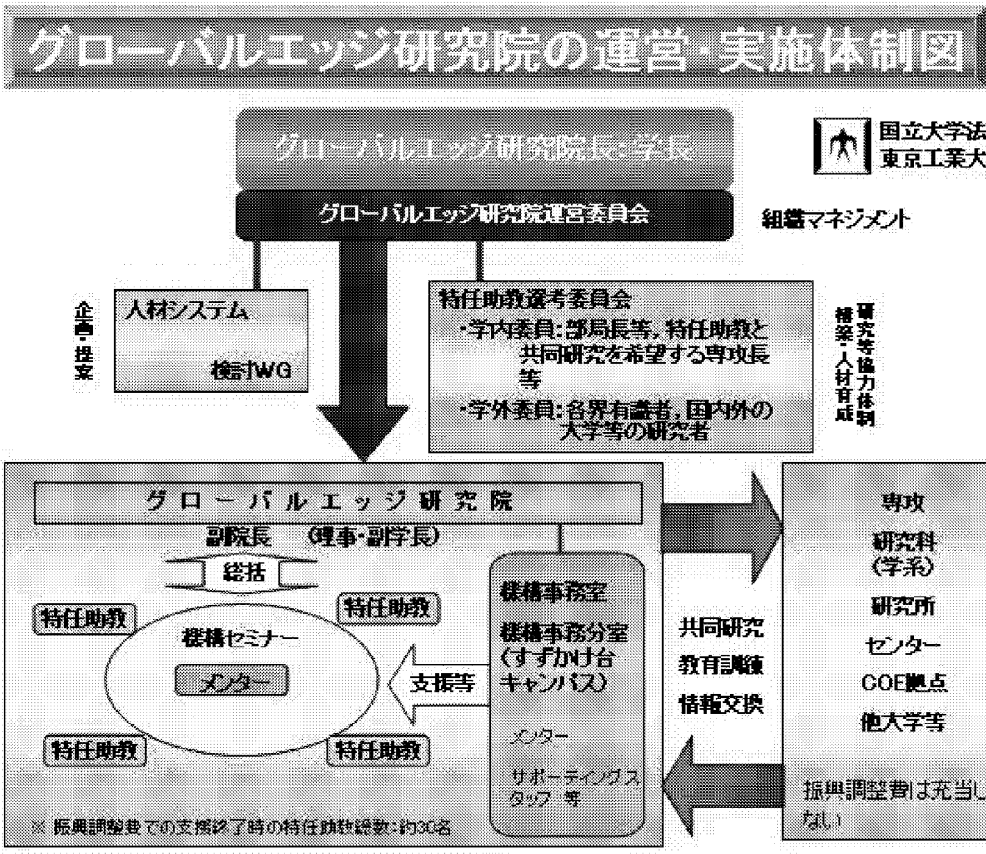 グローバルエッジ研究院の運営・実施体制図
グローバルエッジ研究院長:学長
国立大学法
東京工業大
グローバルエッジ研究院運営委員会
組織マネジメント
企画・提案
人材システム
検討WG
特任助教選考委員会
・学内委員:部局長等,特任助教と
共同研究を希望する専攻長
等
・学外委員:各界有識者,国内外の
大学等の研究者
研究等協力体制
構築・人材育成
グローバルエッジ研究院
副院長 (理事・副学長)
総括
特任助教
特任助教
機構セミナー
メンター
特任助教
特任助教
支援等
機構事務室
機構事務分室
(すずかけ台
キャンパス)
メンター
サポーティングス
タッフ 等
※ 振興調整費での支援終了時の特任助教総数:約30名
共同研究
教育訓練
情報交換
専攻
研究科
(学系)
研究所
センター
COE拠点
他大学等
振興調整費は充当し
ない